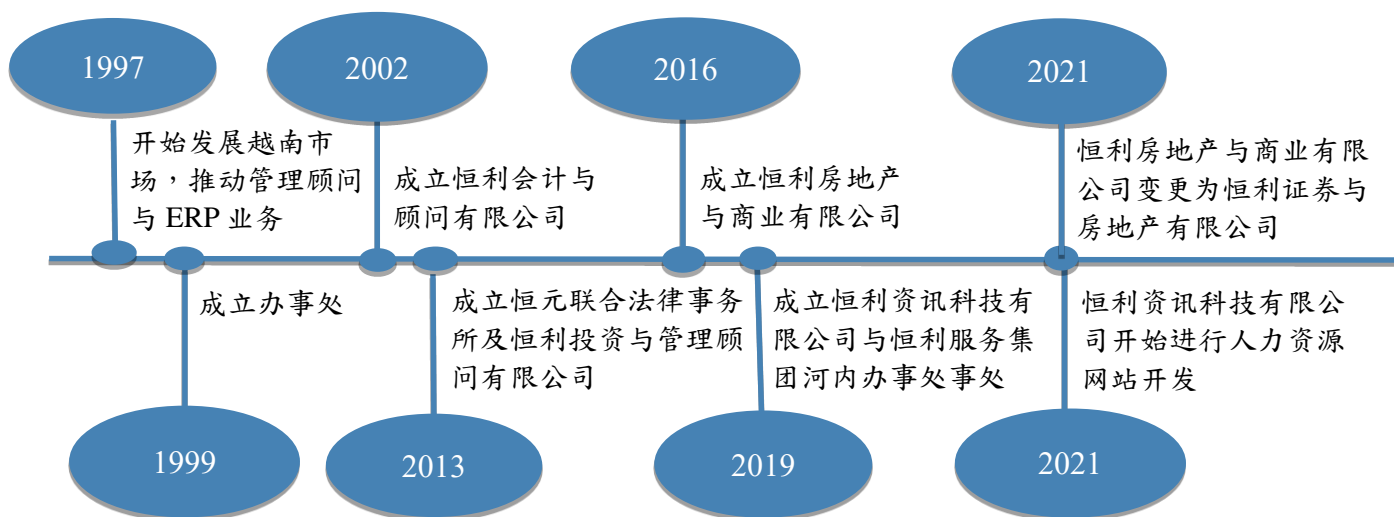 1997
2002
2016
2021
开始发展越南市
场，推动管理顾问
与 ERP 业务
成立恒利会计与
顾问有限公司
成立恒利房地产
与商业有限公司
恒利房地产与商业有限
公司变更为恒利证券与
房地产有限公司
成立办事处
成立恒元联合法律事务
所及恒利投资与管理顾
问有限公司
成立恒利资讯科技有
限公司与恒利服务集
团河内办事处事处
恒利资讯科技有限公
司开始进行人力资源
网站开发
1999
2013
2019
2021